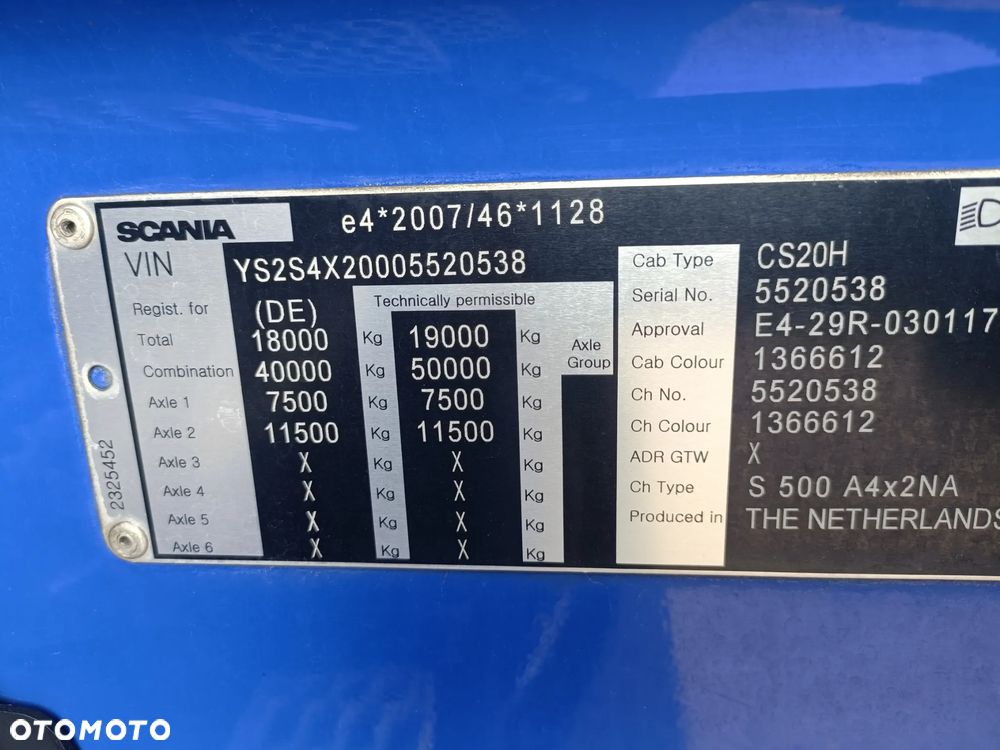 SCANIA e4*2007/46*1128
VIN YS2S4X20005520538
Regist. for (DE) Technically permissible
Total 18000 Kg 19000 Kg Axle Group
Combination 40000 Kg 50000 Kg
Axle 1 7500 Kg 7500 Kg
Axle 2 11500 Kg 11500 Kg
Axle 3 X Kg X Kg
Axle 4 X Kg X Kg
Axle 5 X Kg X Kg
Axle 6 X Kg X Kg
Cab Type CS20H
Serial No. 5520538
Approval E4-29R-030117
Cab Colour 1366612
Ch No. 5520538
Ch Colour 1366612
ADR GTW X
Ch Type S 500 A4x2NA
Produced in THE NETHERLANDS
2325452
OTOMOTO